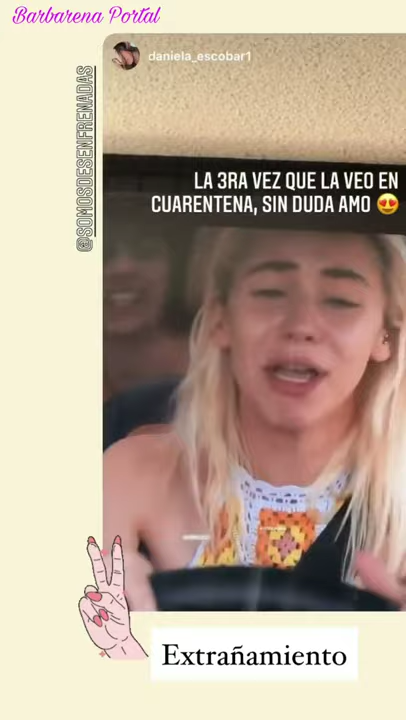 Barbarena Portal
daniela_escobar1
@SOMOSDESENFRENADAS
LA 3RA VEZ QUE LA VEO EN
CUARENTENA, SIN DUDA AMO 😍
Extrañamiento